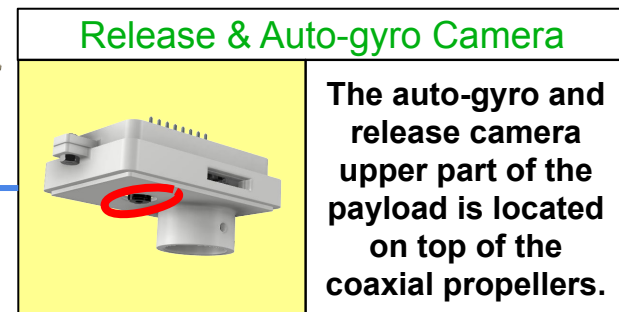 Release & Auto-gyro Camera
The auto-gyro and
release camera
upper part of the
payload is located
on top of the
coaxial propellers.